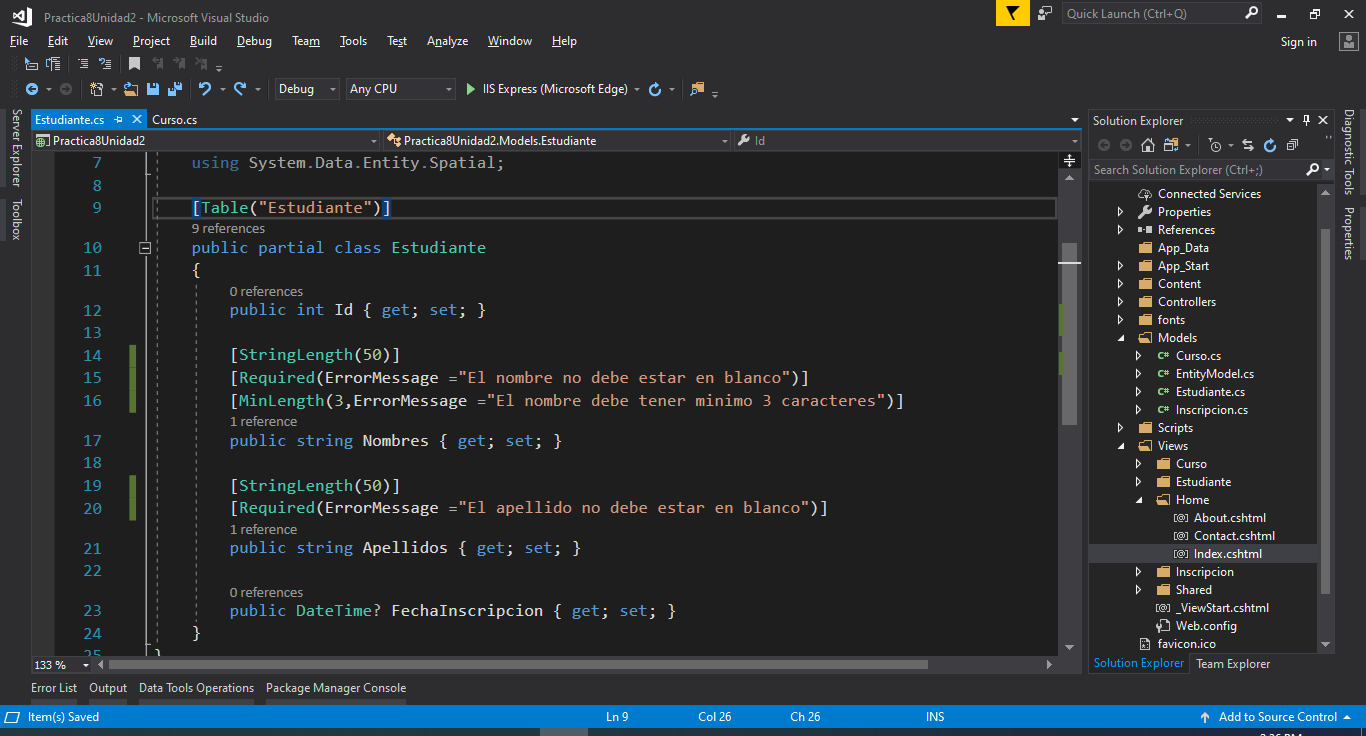 Practica8Unidad2 - Microsoft Visual Studio
Quick Launch (Ctrl+Q)
File Edit View Project Build Debug Team Tools Test Analyze Window Help
Sign in
Debug Any CPU IIS Express (Microsoft Edge)
Server Explorer
Toolbox
Estudiante.cs Curso.cs
Practica8Unidad2 Practica8Unidad2.Models.Estudiante Id
7 using System.Data.Entity.Spatial;
8
9 [Table("Estudiante")]
9 references
10 public partial class Estudiante
11 {
0 references
12 public int Id { get; set; }
13
14 [StringLength(50)]
15 [Required(ErrorMessage ="El nombre no debe estar en blanco")]
16 [MinLength(3,ErrorMessage ="El nombre debe tener minimo 3 caracteres")]
1 reference
17 public string Nombres { get; set; }
18
19 [StringLength(50)]
20 [Required(ErrorMessage ="El apellido no debe estar en blanco")]
1 reference
21 public string Apellidos { get; set; }
22
0 references
23 public DateTime? FechaInscripcion { get; set; }
24 }
25 }
133 %
Solution Explorer
Search Solution Explorer (Ctrl+;)
Connected Services
Properties
References
App_Data
App_Start
Content
Controllers
fonts
Models
C# Curso.cs
C# EntityModel.cs
C# Estudiante.cs
C# Inscripcion.cs
Scripts
Views
Curso
Estudiante
Home
About.cshtml
Contact.cshtml
Index.cshtml
Inscripcion
Shared
_ViewStart.cshtml
Web.config
favicon.ico
Solution Explorer Team Explorer
Diagnostic Tools
Properties
Error List Output Data Tools Operations Package Manager Console
Item(s) Saved Ln 9 Col 26 Ch 26 INS Add to Source Control